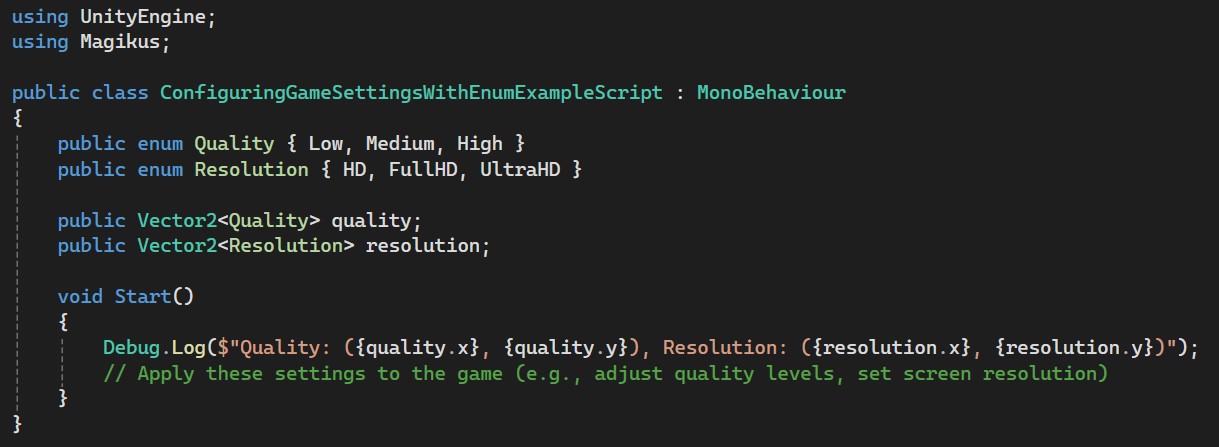 using UnityEngine;
using Magikus;

public class ConfiguringGameSettingsWithEnumExampleScript : MonoBehaviour
{
    public enum Quality { Low, Medium, High }
    public enum Resolution { HD, FullHD, UltraHD }

    public Vector2<Quality> quality;
    public Vector2<Resolution> resolution;

    void Start()
    {
        Debug.Log($"Quality: ({quality.x}, {quality.y}), Resolution: ({resolution.x}, {resolution.y})");
        // Apply these settings to the game (e.g., adjust quality levels, set screen resolution)
    }
}